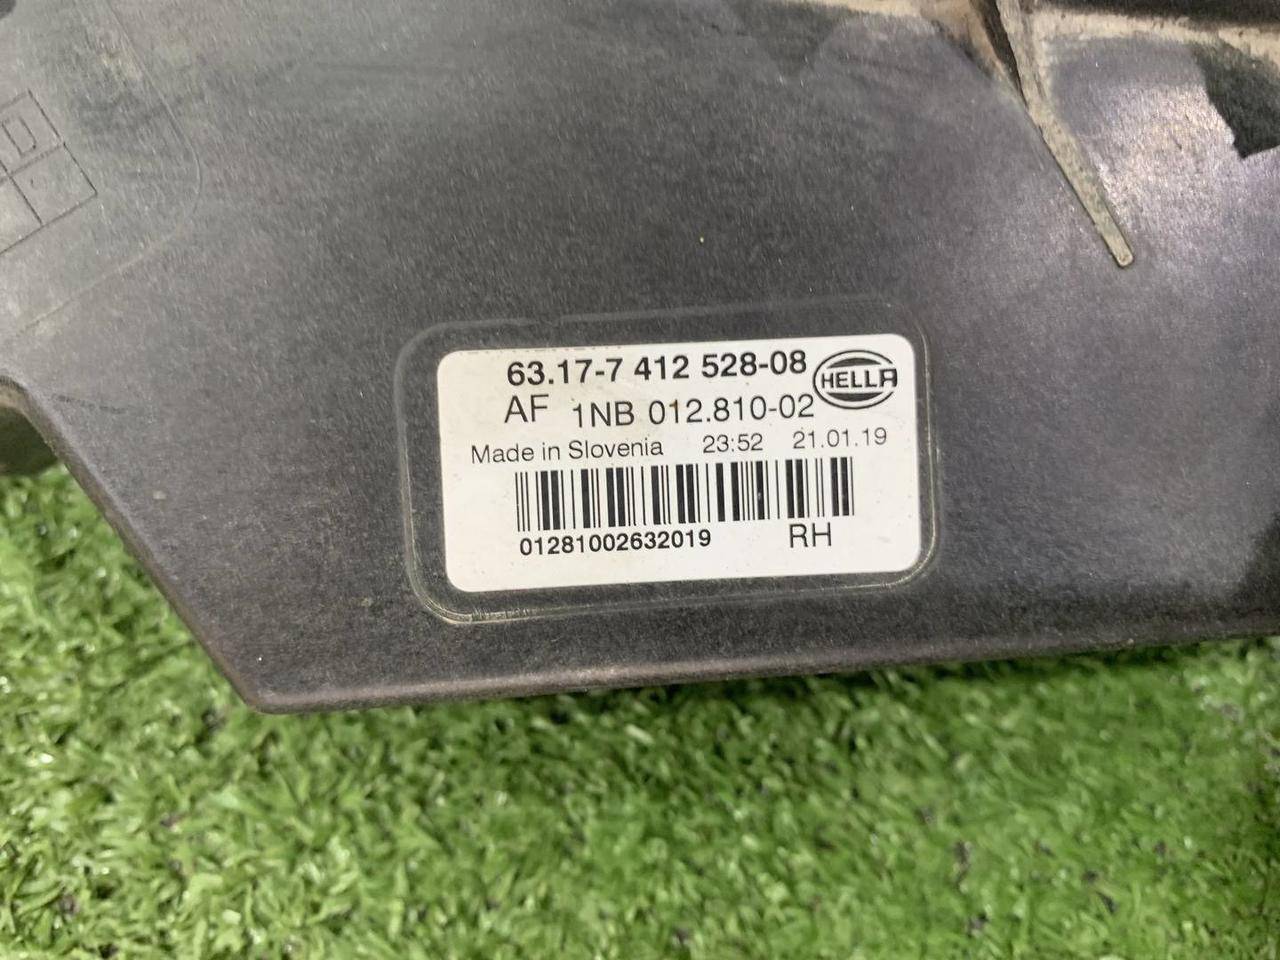 63.17-7 412 528-08
HELLA
AF 1NB 012.810-02
Made in Slovenia 23:52 21.01.19
01281002632019 RH